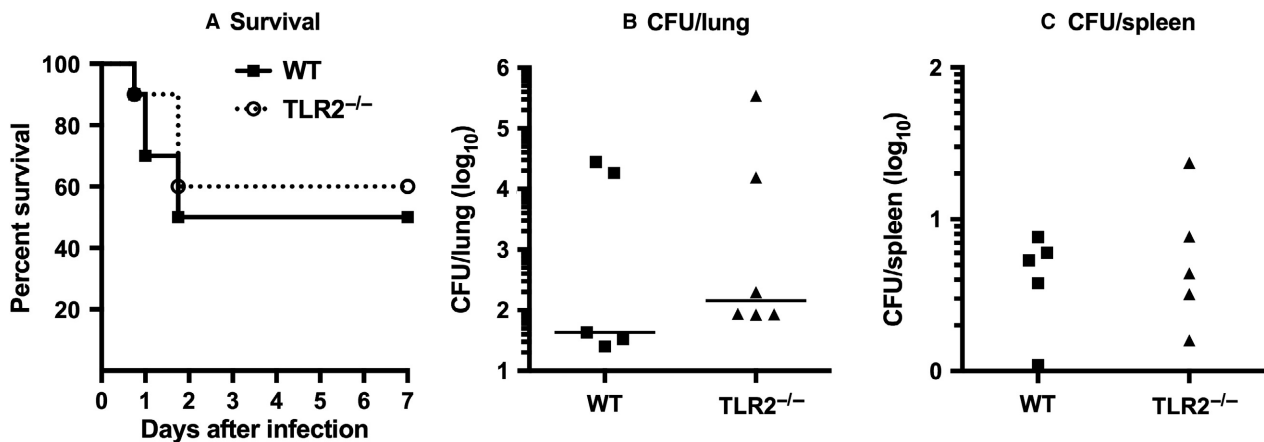 A Survival
B CFU/lung
C CFU/spleen
Percent survival
100
80
60
40
20
WT
TLR2⁻/⁻
0 1 2 3 4 5 6 7
Days after infection
CFU/lung (log₁₀)
6
5
4
3
2
1
WT TLR2⁻/⁻
CFU/spleen (log₁₀)
2
1
0
WT TLR2⁻/⁻